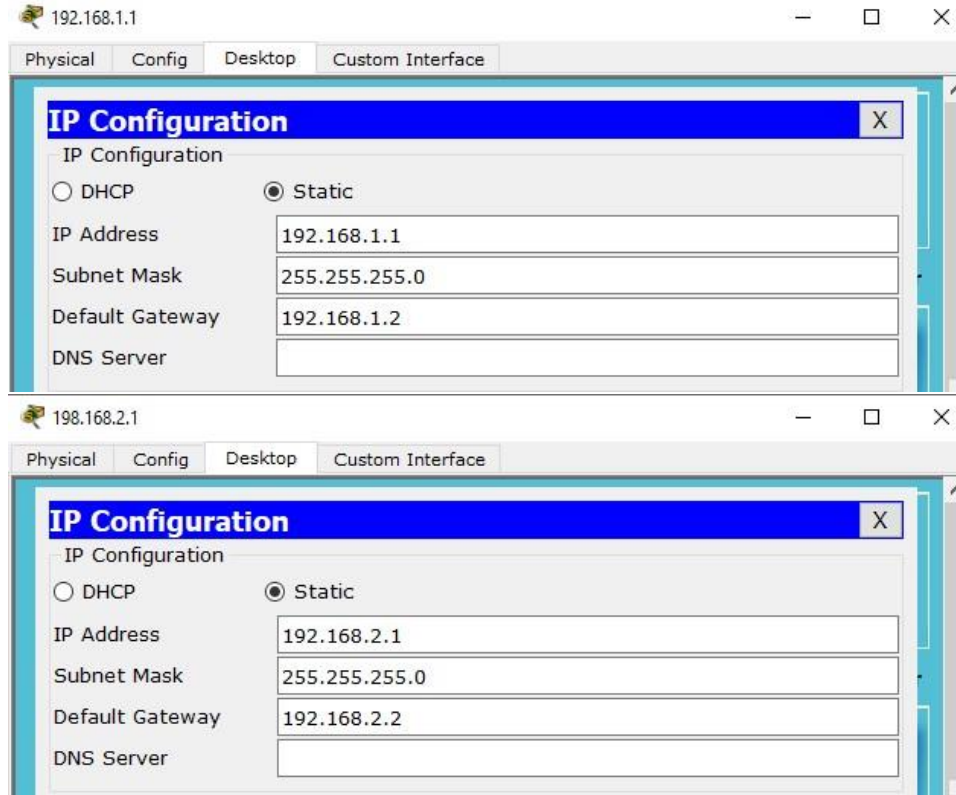 192.168.1.1
Physical Config Desktop Custom Interface
IP Configuration X
IP Configuration
DHCP Static
IP Address 192.168.1.1
Subnet Mask 255.255.255.0
Default Gateway 192.168.1.2
DNS Server
198.168.2.1
Physical Config Desktop Custom Interface
IP Configuration X
IP Configuration
DHCP Static
IP Address 192.168.2.1
Subnet Mask 255.255.255.0
Default Gateway 192.168.2.2
DNS Server